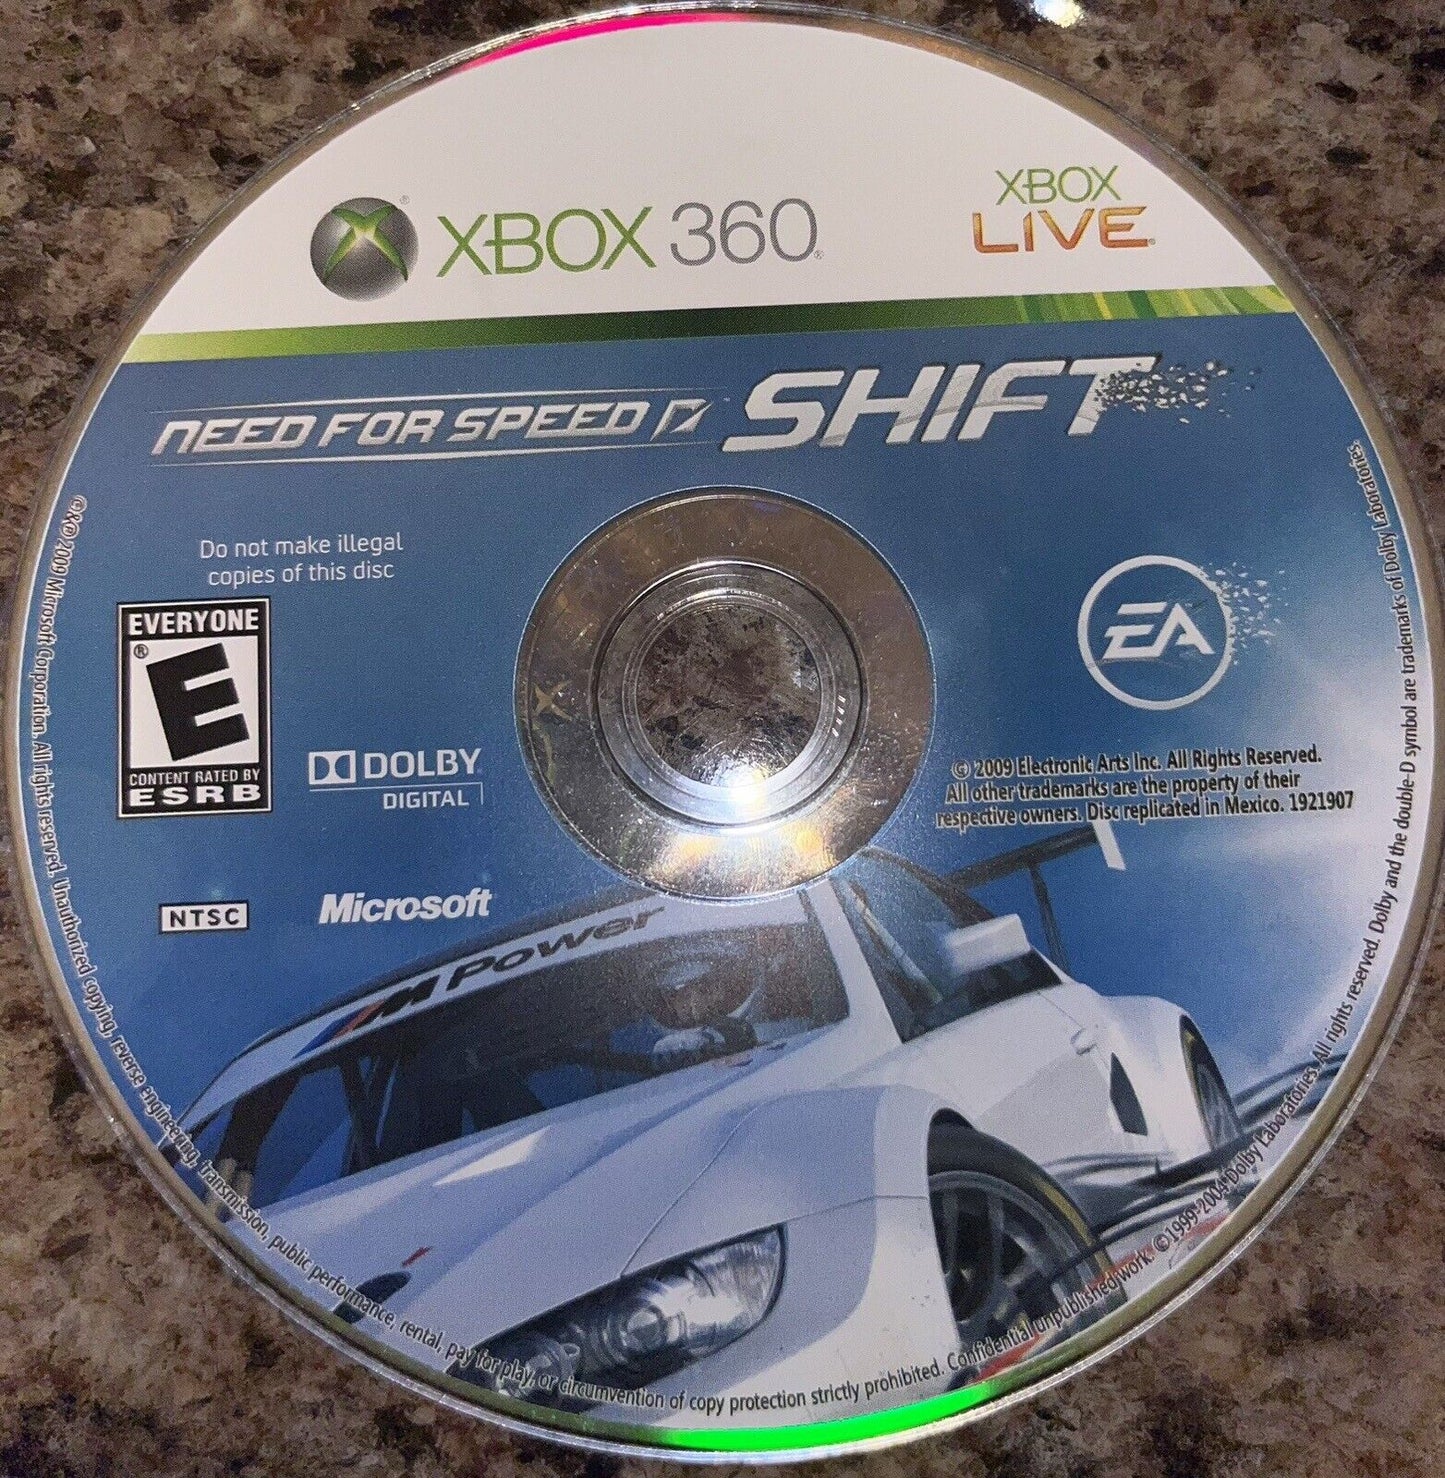 XBOX 360
XBOX
LIVE
NEED FOR SPEED SHIFT
Do not make illegal
copies of this disc
EVERYONE
E
CONTENT RATED BY
ESRB
DOLBY
DIGITAL
NTSC
Microsoft
EA
© 2009 Electronic Arts Inc. All Rights Reserved.
All other trademarks are the property of their
respective owners. Disc replicated in Mexico. 1921907
M Power
©&℗ 2009 Microsoft Corporation. All rights reserved. Unauthorized copying, reverse engineering, transmission, public performance, rental, pay for play, or circumvention of copy protection strictly prohibited. Confidential unpublished work. ©1999-2004 Dolby Laboratories. All rights reserved. Dolby and the double-D symbol are trademarks of Dolby Laboratories.